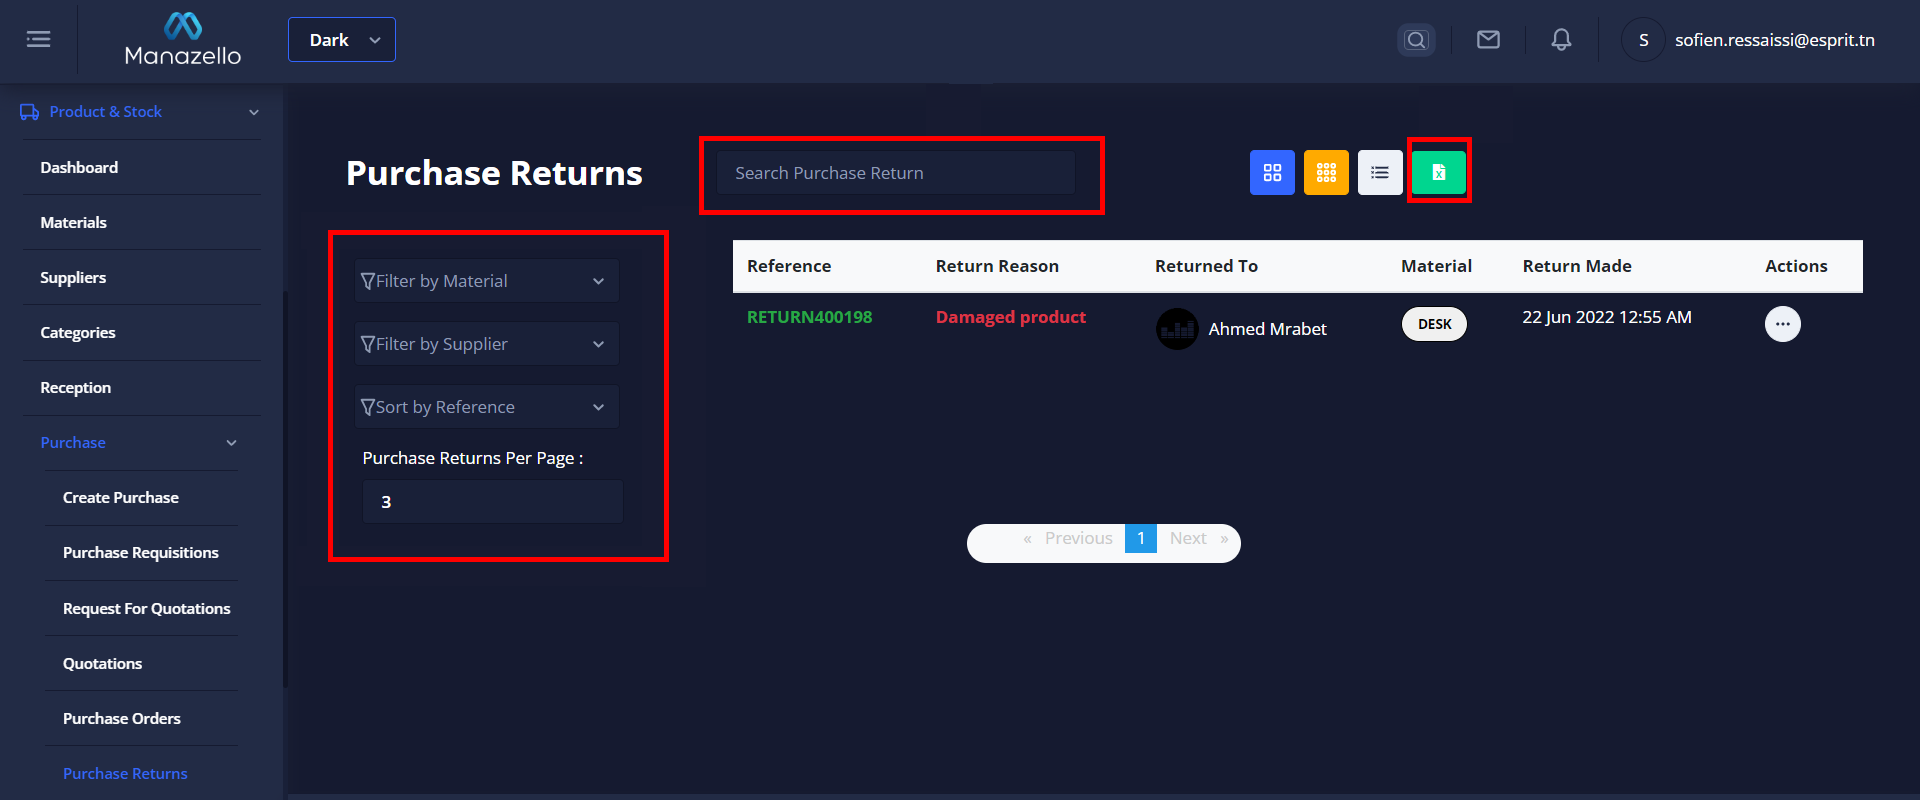 Manazello
Dark
S
sofien.ressaissi@esprit.tn
Product & Stock
Dashboard
Materials
Suppliers
Categories
Reception
Purchase
Create Purchase
Purchase Requisitions
Request For Quotations
Quotations
Purchase Orders
Purchase Returns
Purchase Returns
Search Purchase Return
Filter by Material
Filter by Supplier
Sort by Reference
Purchase Returns Per Page :
3
Reference Return Reason Returned To Material Return Made Actions
RETURN400198 Damaged product Ahmed Mrabet DESK 22 Jun 2022 12:55 AM
« Previous 1 Next »